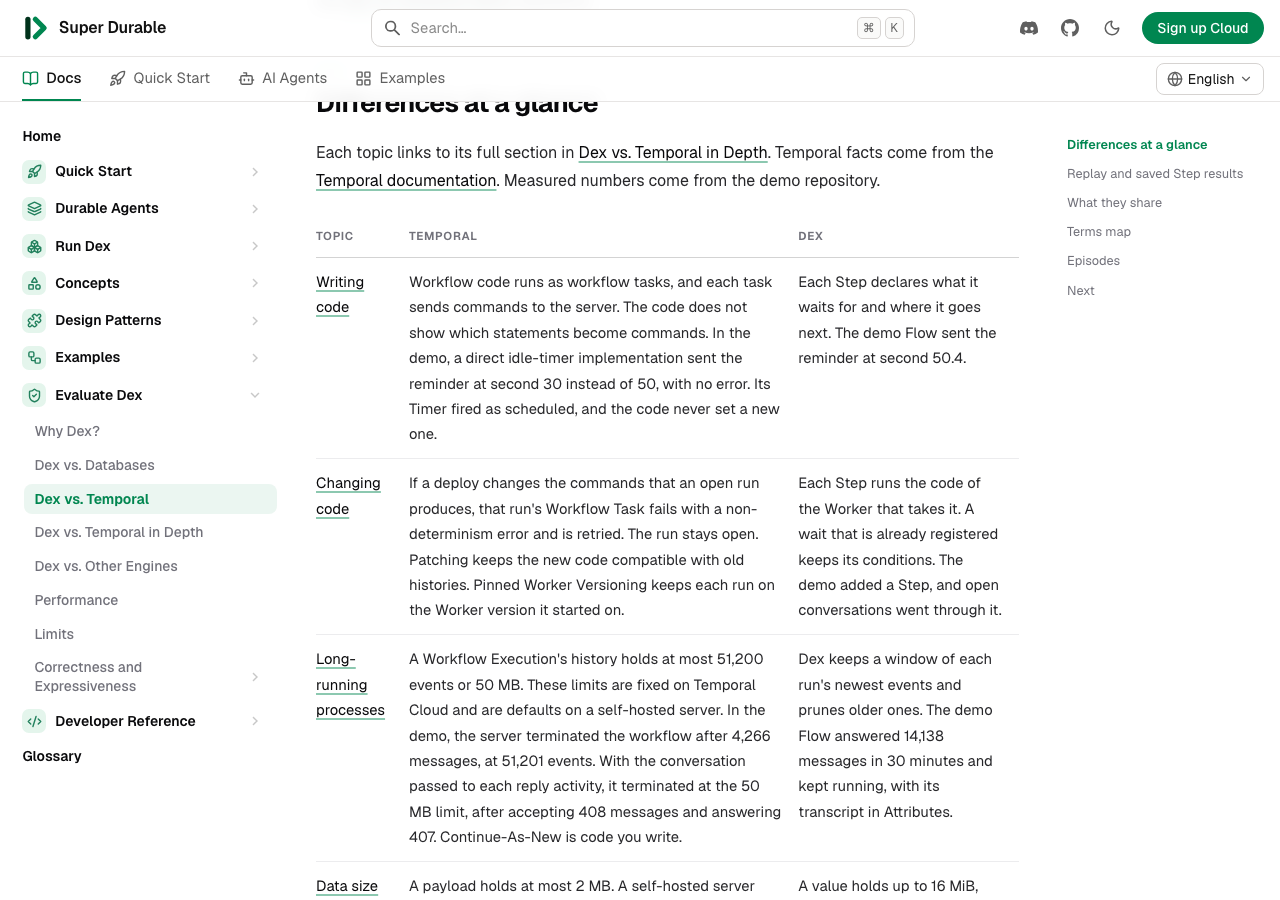 Super Durable
Search...
⌘ K
Sign up Cloud
Docs
Quick Start
AI Agents
Examples
English
Home
Quick Start
Durable Agents
Run Dex
Concepts
Design Patterns
Examples
Evaluate Dex
Why Dex?
Dex vs. Databases
Dex vs. Temporal
Dex vs. Temporal in Depth
Dex vs. Other Engines
Performance
Limits
Correctness and
Expressiveness
Developer Reference
Glossary
Differences at a glance
Each topic links to its full section in Dex vs. Temporal in Depth. Temporal facts come from the
Temporal documentation. Measured numbers come from the demo repository.
TOPIC
TEMPORAL
DEX
Writing
code
Workflow code runs as workflow tasks, and each task
sends commands to the server. The code does not
show which statements become commands. In the
demo, a direct idle-timer implementation sent the
reminder at second 30 instead of 50, with no error. Its
Timer fired as scheduled, and the code never set a new
one.
Each Step declares what it
waits for and where it goes
next. The demo Flow sent the
reminder at second 50.4.
Changing
code
If a deploy changes the commands that an open run
produces, that run's Workflow Task fails with a non-
determinism error and is retried. The run stays open.
Patching keeps the new code compatible with old
histories. Pinned Worker Versioning keeps each run on
the Worker version it started on.
Each Step runs the code of
the Worker that takes it. A
wait that is already registered
keeps its conditions. The
demo added a Step, and open
conversations went through it.
Long-
running
processes
A Workflow Execution's history holds at most 51,200
events or 50 MB. These limits are fixed on Temporal
Cloud and are defaults on a self-hosted server. In the
demo, the server terminated the workflow after 4,266
messages, at 51,201 events. With the conversation
passed to each reply activity, it terminated at the 50
MB limit, after accepting 408 messages and answering
407. Continue-As-New is code you write.
Dex keeps a window of each
run's newest events and
prunes older ones. The demo
Flow answered 14,138
messages in 30 minutes and
kept running, with its
transcript in Attributes.
Data size
A payload holds at most 2 MB. A self-hosted server
A value holds up to 16 MiB,
Differences at a glance
Replay and saved Step results
What they share
Terms map
Episodes
Next